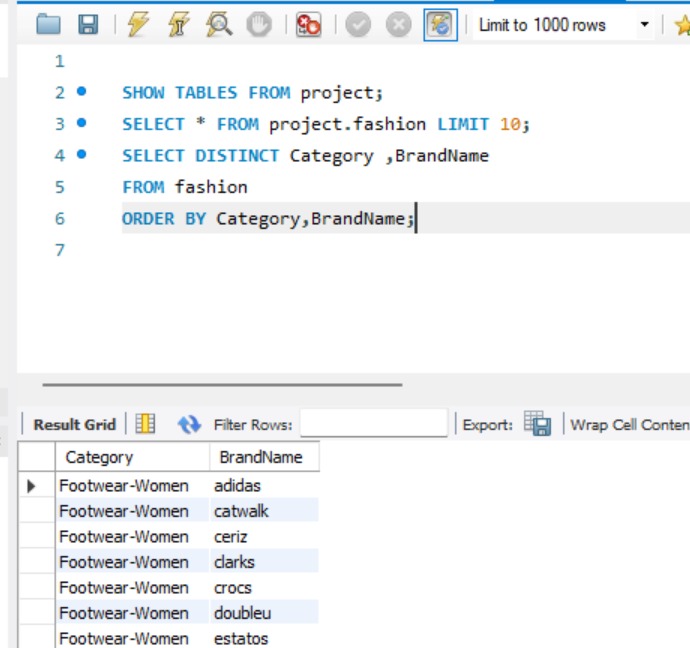 Limit to 1000 rows
1
2 SHOW TABLES FROM project;
3 SELECT * FROM project.fashion LIMIT 10;
4 SELECT DISTINCT Category ,BrandName
5 FROM fashion
6 ORDER BY Category,BrandName;
7
Result Grid Filter Rows: Export: Wrap Cell Conten
Category BrandName
Footwear-Women adidas
Footwear-Women catwalk
Footwear-Women ceriz
Footwear-Women clarks
Footwear-Women crocs
Footwear-Women doubleu
Footwear-Women estatos